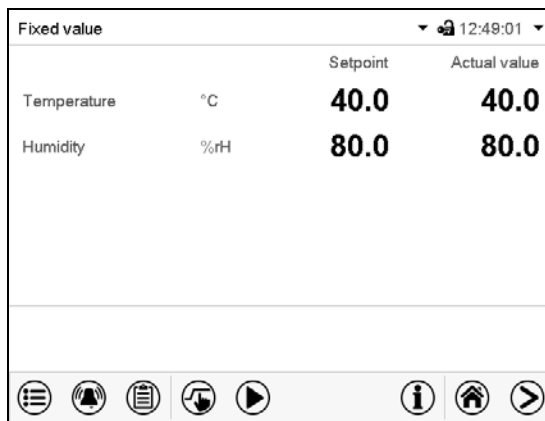 Fixed value 12:49:01
Setpoint Actual value
Temperature °C 40.0 40.0
Humidity %rH 80.0 80.0